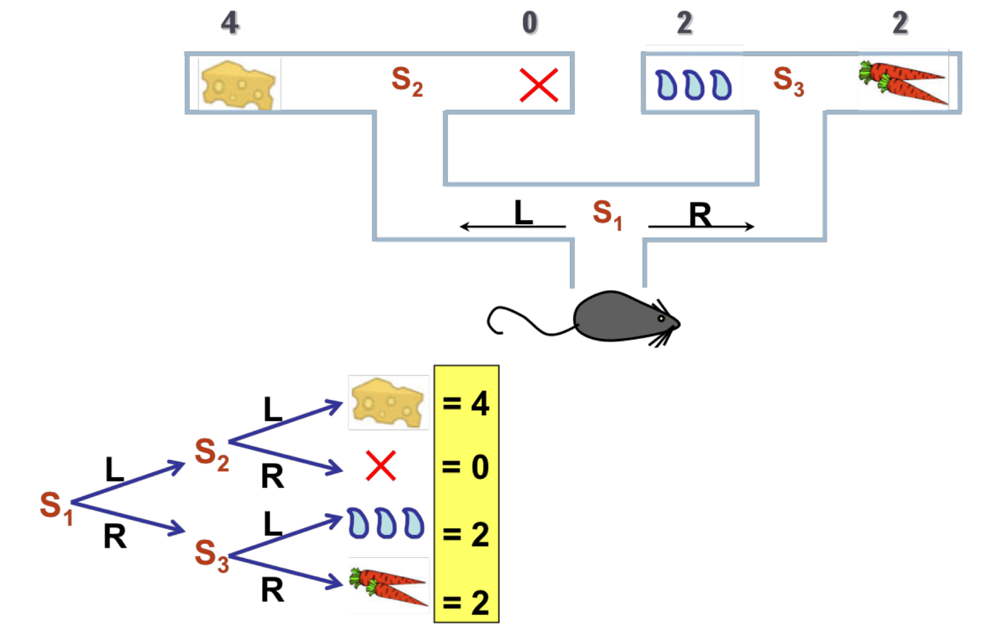 4 0 2 2
S2 S3
L S1 R
L = 4
S2
L R = 0
S1
R L = 2
S3
R = 2